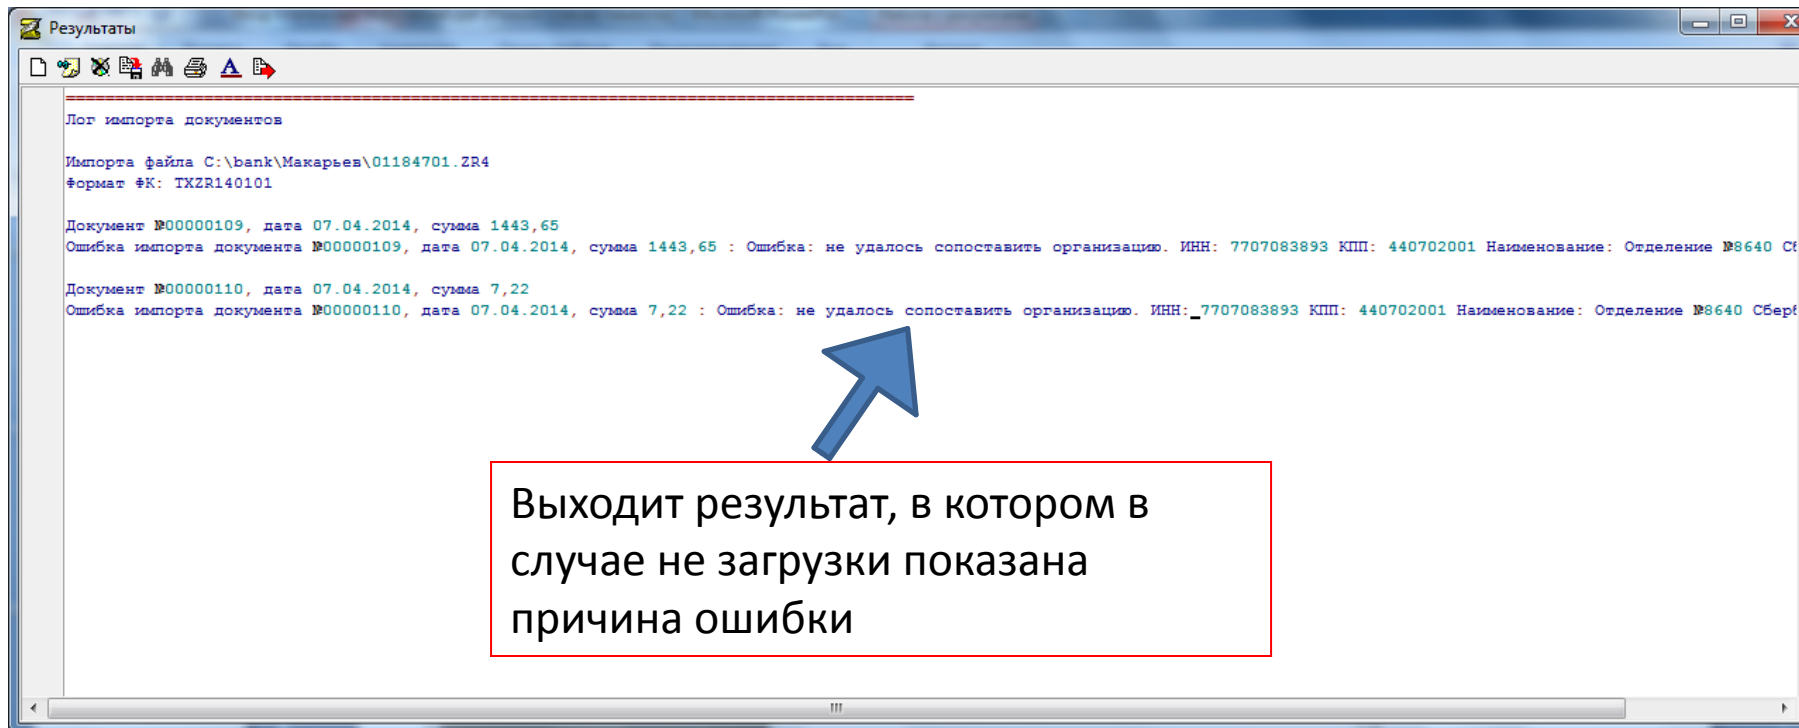 Результаты
Лог импорта документов
Импорта файла C:\bank\Макарьев\01184701.ZR4
Формат ФК: TXZR140101
Документ №00000109, дата 07.04.2014, сумма 1443,65
Ошибка импорта документа №00000109, дата 07.04.2014, сумма 1443,65 : Ошибка: не удалось сопоставить организацию. ИНН: 7707083893 КПП: 440702001 Наименование: Отделение №8640
Документ №00000110, дата 07.04.2014, сумма 7,22
Ошибка импорта документа №00000110, дата 07.04.2014, сумма 7,22 : Ошибка: не удалось сопоставить организацию. ИНН: 7707083893 КПП: 440702001 Наименование: Отделение №8640
Выходит результат, в котором в
случае не загрузки показана
причина ошибки